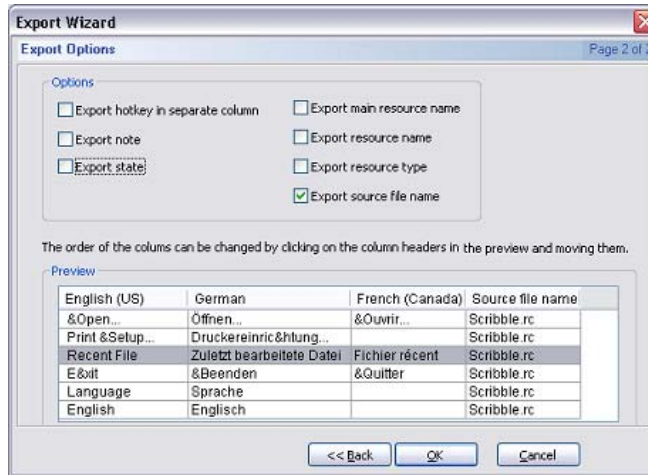 Export Wizard
Export Options
Page 2 of 2
Options
Export hotkey in separate column
Export main resource name
Export note
Export resource name
Export state
Export resource type
Export source file name
The order of the colums can be changed by clicking on the column headers in the preview and moving them.
Preview
English (US) German French (Canada) Source file name
&Open... Öffnen... &Ouvrir... Scribble.rc
Print &Setup... Druckereinric&htung... Scribble.rc
Recent File Zuletzt bearbeitete Datei Fichier récent Scribble.rc
E&xit &Beenden &Quitter Scribble.rc
Language Sprache Scribble.rc
English Englisch Scribble.rc
<< Back OK Cancel